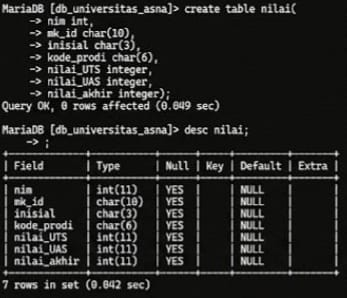 MariaDB [db_universitas_asna]> create table nilai(
    -> nim int,
    -> mk_id char(10),
    -> inisial char(3),
    -> kode_prodi char(6),
    -> nilai_UTS integer,
    -> nilai_UAS integer,
    -> nilai_akhir integer);
Query OK, 0 rows affected (0.049 sec)

MariaDB [db_universitas_asna]> desc nilai;
    -> ;
+-------------+----------+------+-----+---------+-------+
| Field       | Type     | Null | Key | Default | Extra |
+-------------+----------+------+-----+---------+-------+
| nim         | int(11)  | YES  |     | NULL    |       |
| mk_id       | char(10) | YES  |     | NULL    |       |
| inisial     | char(3)  | YES  |     | NULL    |       |
| kode_prodi  | char(6)  | YES  |     | NULL    |       |
| nilai_UTS   | int(11)  | YES  |     | NULL    |       |
| nilai_UAS   | int(11)  | YES  |     | NULL    |       |
| nilai_akhir | int(11)  | YES  |     | NULL    |       |
+-------------+----------+------+-----+---------+-------+
7 rows in set (0.042 sec)